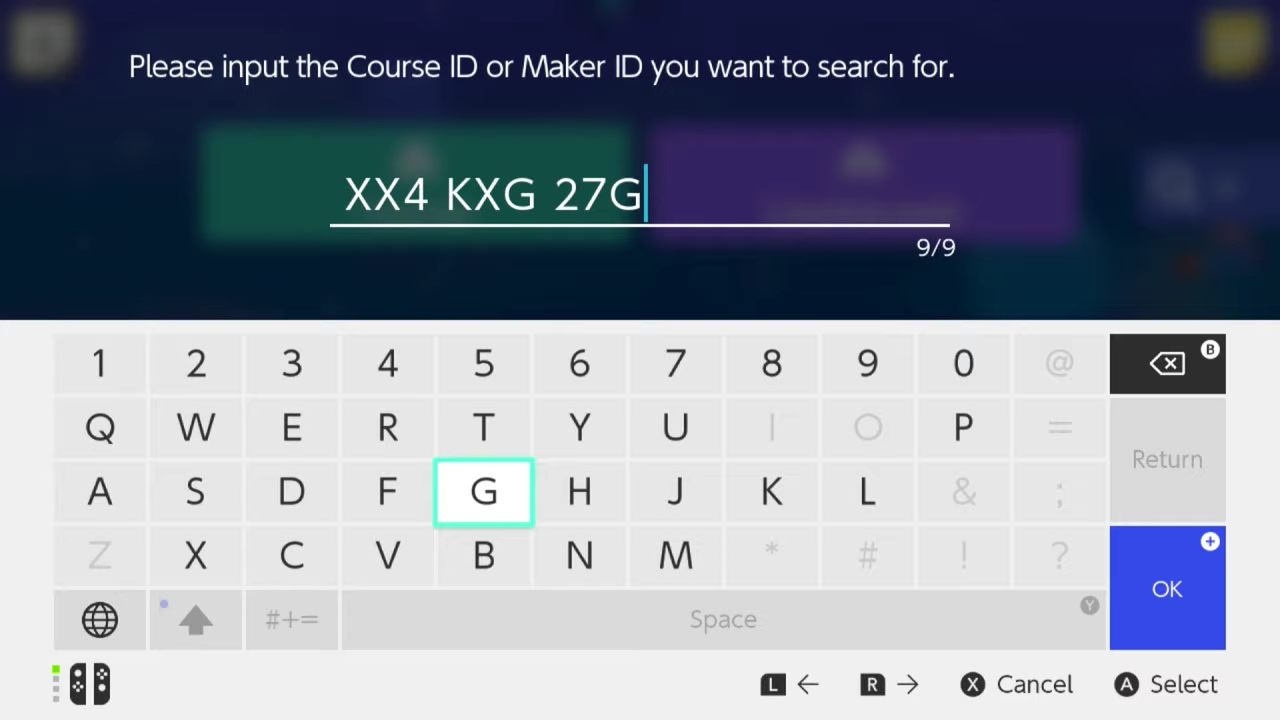 Please input the Course ID or Maker ID you want to search for.
XX4 KXG 27G
9/9
1 2 3 4 5 6 7 8 9 0 @ B
Q W E R T Y U I O P =
Return
A S D F G H J K L & ;
Z X C V B N M * # ! ? +
OK
#+= Space Y
L ← R → X Cancel A Select